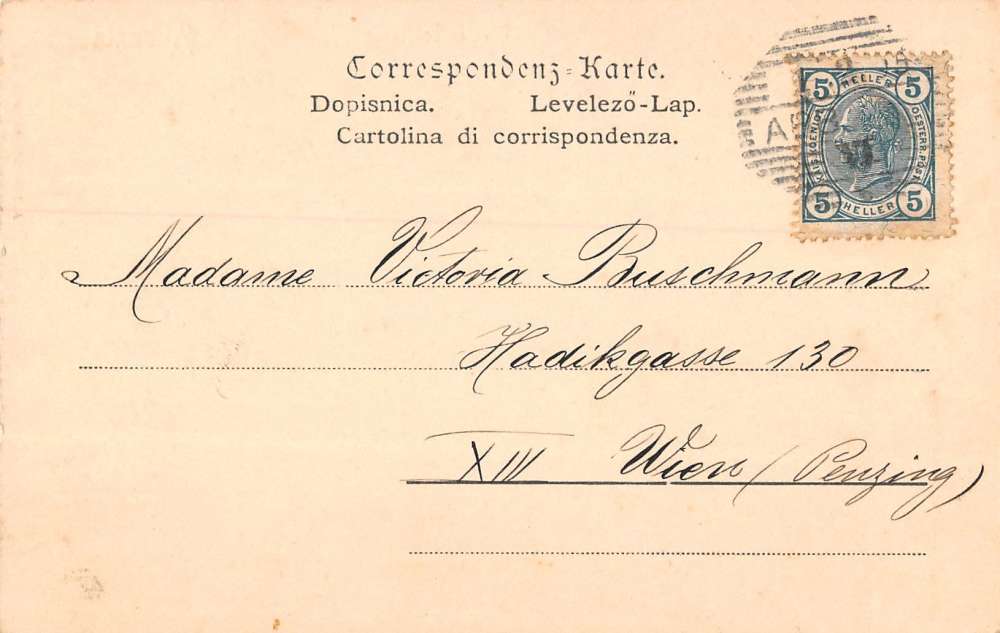 Correspondenz-Karte.
Dopisnica. Levelező-Lap.
Cartolina di corrispondenza.
5 HELLER 5
KAIS. KOENIGL. OESTERR. POST
5 HELLER 5
Madame Victoria Buschmann
Hadikgasse 130
XIV Wien (Penzing)